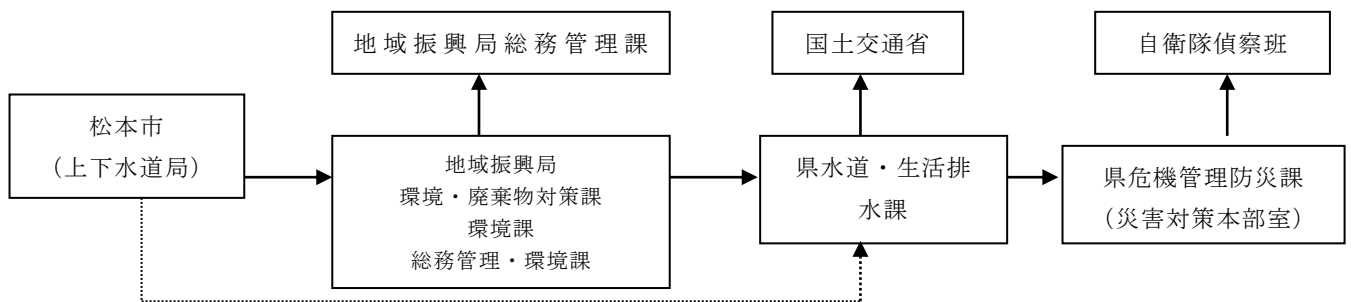 地域振興局総務管理課
国土交通省
自衛隊偵察班
松本市
（上下水道局）
地域振興局
環境・廃棄物対策課
環境課
総務管理・環境課
県水道・生活排
水課
県危機管理防災課
（災害対策本部室）